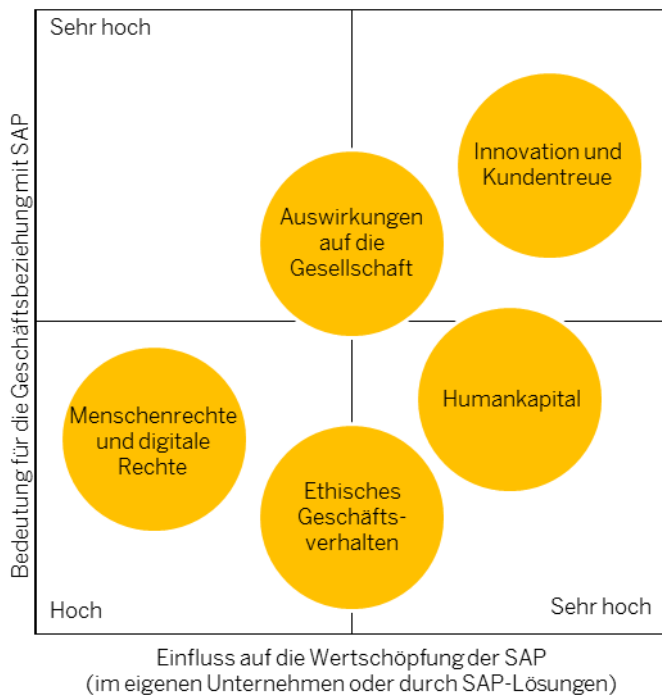 Sehr hoch
Innovation und
Kundentreue
Auswirkungen
auf die
Gesellschaft
Bedeutung für die Geschäftsbeziehung mit SAP
Humankapital
Menschenrechte
und digitale
Rechte
Ethisches
Geschäfts-
verhalten
Hoch
Sehr hoch
Einfluss auf die Wertschöpfung der SAP
(im eigenen Unternehmen oder durch SAP-Lösungen)